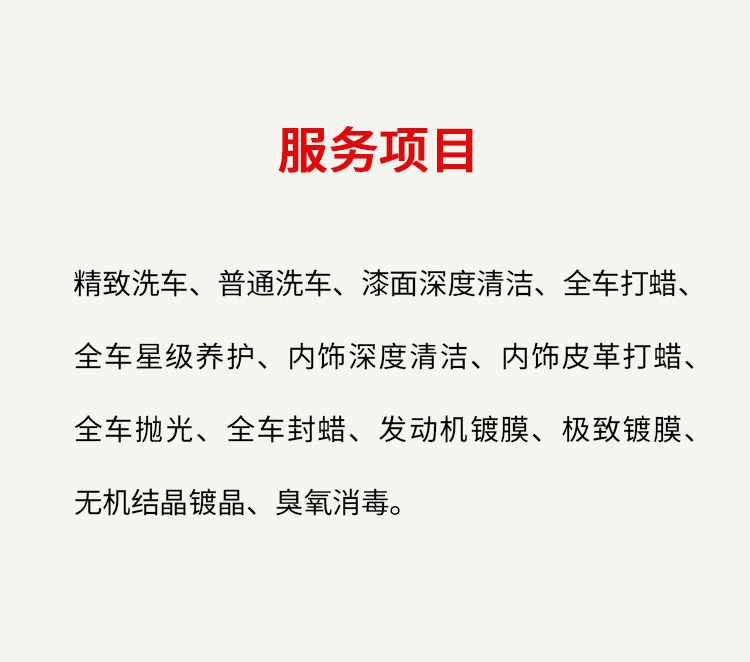 服务项目
精致洗车、普通洗车、漆面深度清洁、全车打蜡、
全车星级养护、内饰深度清洁、内饰皮革打蜡、
全车抛光、全车封蜡、发动机镀膜、极致镀膜、
无机结晶镀晶、臭氧消毒。